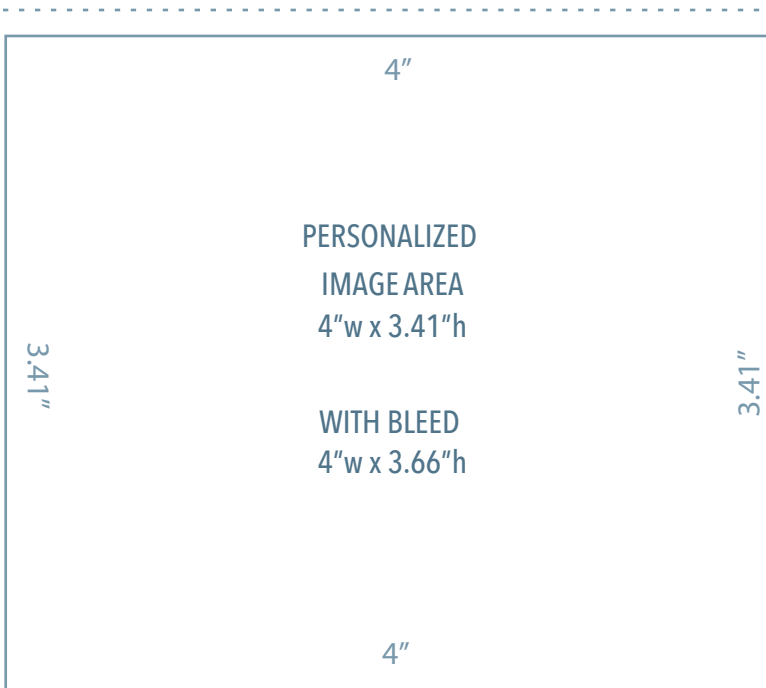 4"
PERSONALIZED
IMAGE AREA
4"w x 3.41"h
3.41"
3.41"
WITH BLEED
4"w x 3.66"h
4"